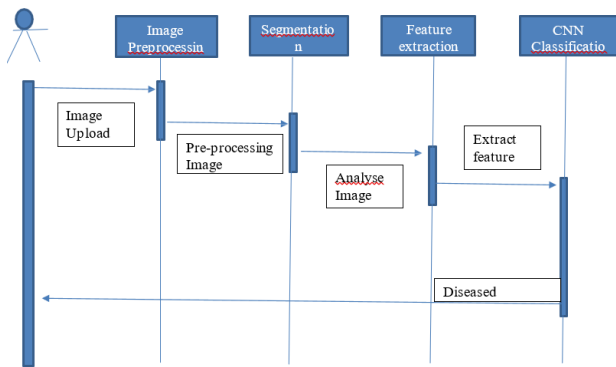 Image
Preprocessin
Segmentatio
n
Feature
extraction
CNN
Classificatio
Image
Upload
Pre-processing
Image
Analyse
Image
Extract
feature
Diseased